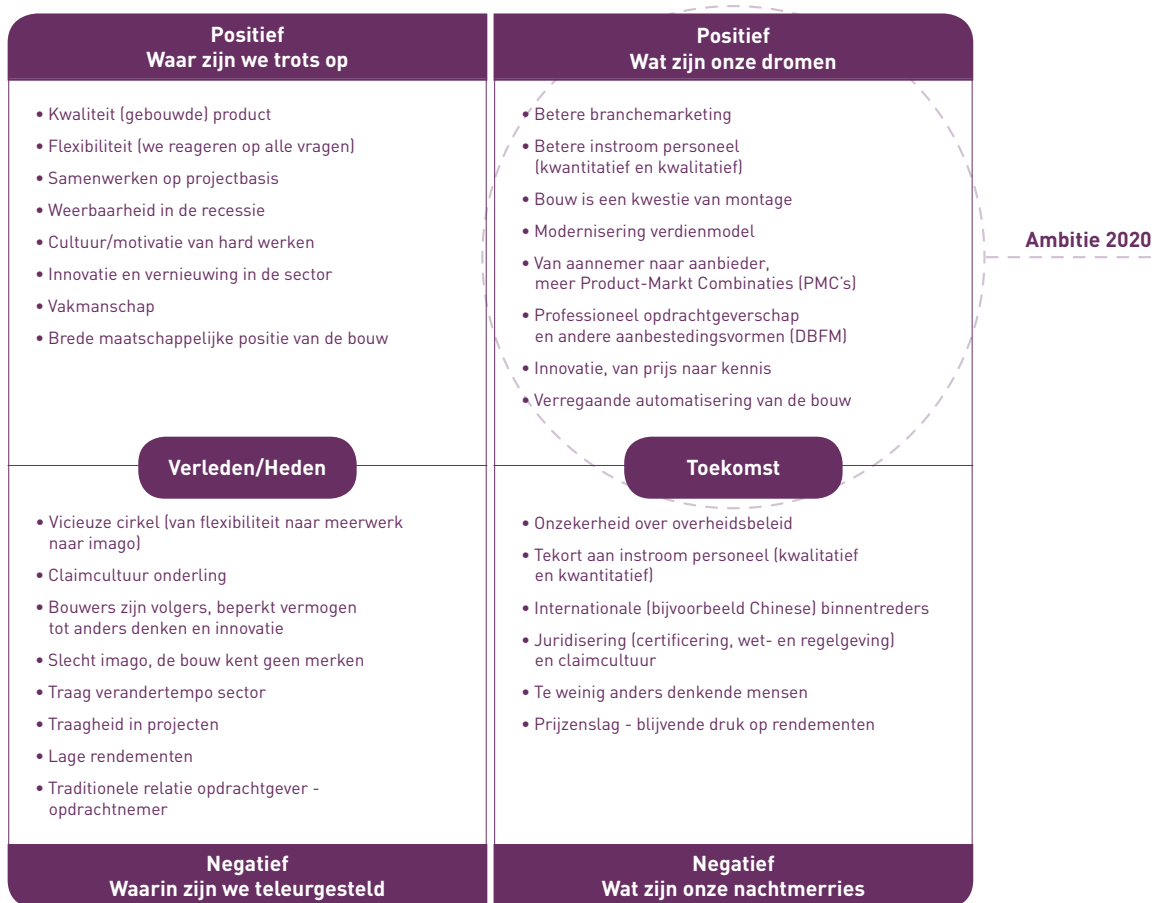 Positief
Waar zijn we trots op
• Kwaliteit (gebouwde) product
• Flexibiliteit (we reageren op alle vragen)
• Samenwerken op projectbasis
• Weerbaarheid in de recessie
• Cultuur/motivatie van hard werken
• Innovatie en vernieuwing in de sector
• Vakmanschap
• Brede maatschappelijke positie van de bouw
Positief
Wat zijn onze dromen
• Betere branchemarketing
• Betere instroom personeel
(kwantitatief en kwalitatief)
• Bouw is een kwestie van montage
• Modernisering verdienmodel
• Van aannemer naar aanbieder,
meer Product-Markt Combinaties (PMC's)
• Professioneel opdrachtgeverschap
en andere aanbestedingsvormen (DBFM)
• Innovatie, van prijs naar kennis
• Verregaande automatisering van de bouw
Ambitie 2020
Verleden/Heden
• Vicieuze cirkel (van flexibiliteit naar meerwerk
naar imago)
• Claimcultuur onderling
• Bouwers zijn volgers, beperkt vermogen
tot anders denken en innovatie
• Slecht imago, de bouw kent geen merken
• Traag verandertempo sector
• Traagheid in projecten
• Lage rendementen
• Traditionele relatie opdrachtgever -
opdrachtnemer
Negatief
Waarin zijn we teleurgesteld
Toekomst
• Onzekerheid over overheidsbeleid
• Tekort aan instroom personeel (kwalitatief
en kwantitatief)
• Internationale (bijvoorbeeld Chinese) binnentreders
• Juridisering (certificering, wet- en regelgeving)
en claimcultuur
• Te weinig anders denkende mensen
• Prijzenslag - blijvende druk op rendementen
Negatief
Wat zijn onze nachtmerries